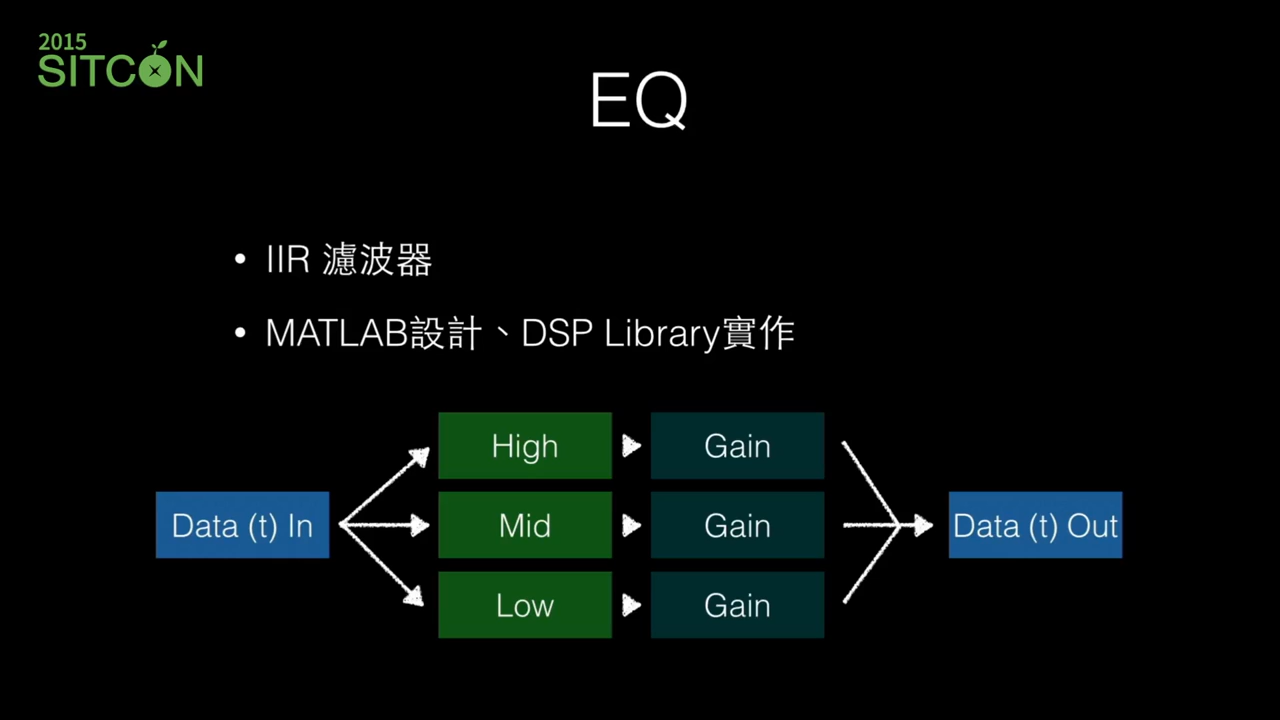 2015
SITCON
EQ
• IIR 濾波器
• MATLAB設計、DSP Library實作
High
Gain
Data (t) In
Mid
Gain
Data (t) Out
Low
Gain